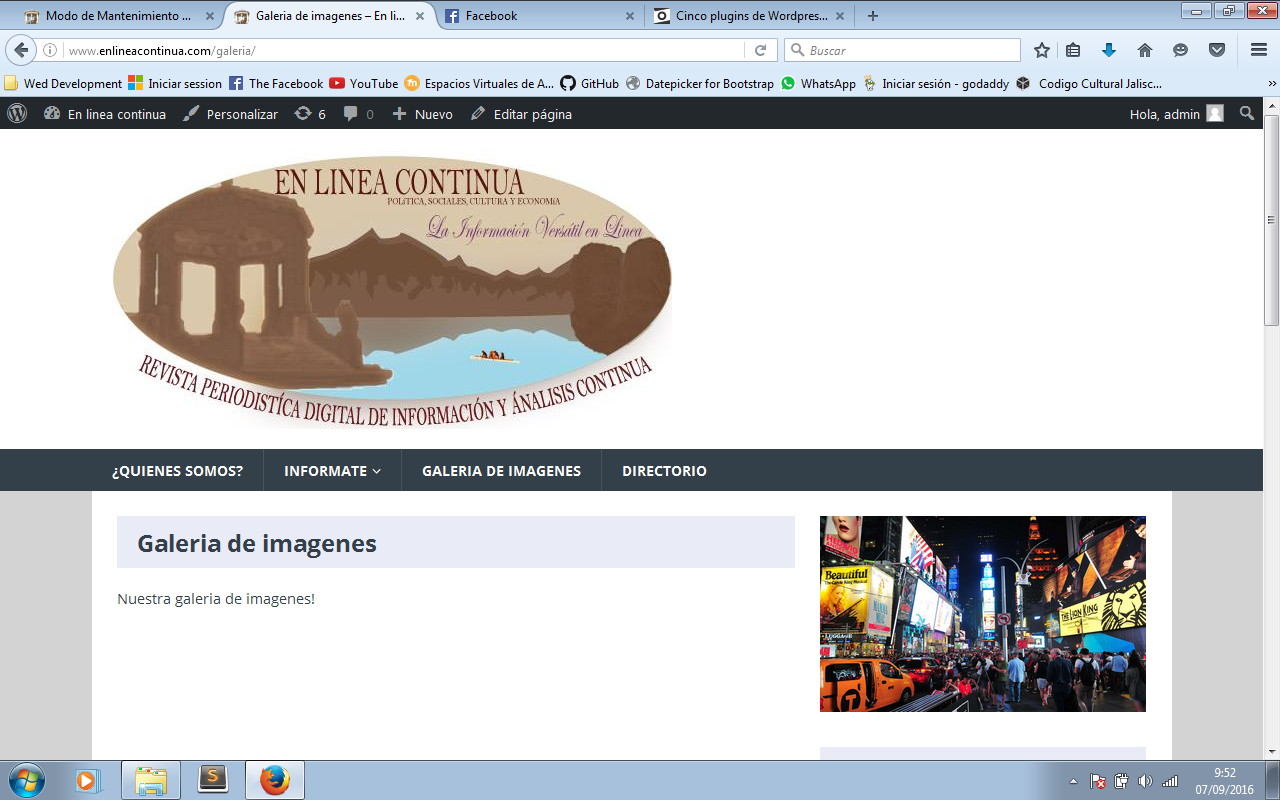 Modo de Mantenimiento ...
Galeria de imagenes – En li...
Facebook
Cinco plugins de Wordpres...
www.enlineacontinua.com/galeria/
Buscar
Wed Development
Iniciar session
The Facebook
YouTube
Espacios Virtuales de A...
GitHub
Datepicker for Bootstrap
WhatsApp
Iniciar sesión - godaddy
Codigo Cultural Jalisc...
En linea continua
Personalizar
6
0
Nuevo
Editar página
Hola, admin
EN LINEA CONTINUA
POLíTICA, SOCIALES, CULTURA Y ECONOMíA
La Información Versátil en Linea
REVISTA PERIODISTÍCA DIGITAL DE INFORMACIÓN Y ÁNALISIS CONTINUA
¿QUIENES SOMOS?
INFORMATE
GALERIA DE IMAGENES
DIRECTORIO
Galeria de imagenes
Nuestra galeria de imagenes!
HEDWIG
Beautiful
THE LION KING
9:52
07/09/2016